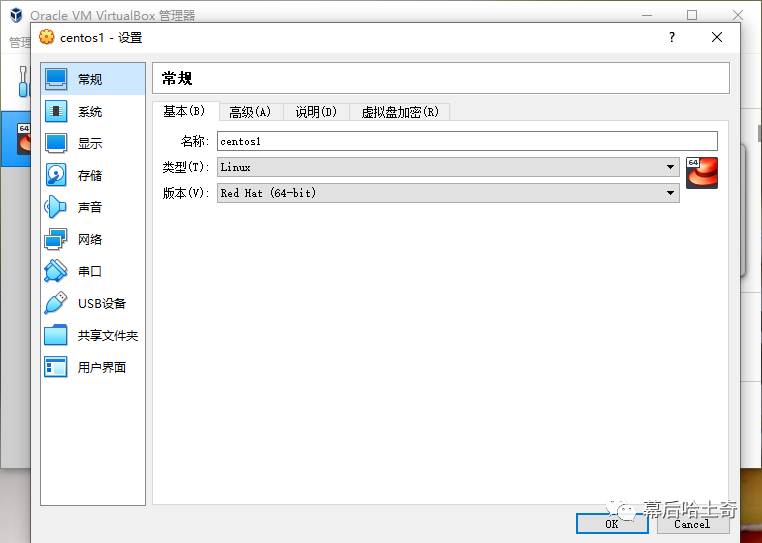 Oracle VM VirtualBox 管理器
管理
centos1 - 设置
?
常规
系统
显示
存储
声音
网络
串口
USB设备
共享文件夹
用户界面
常规
基本(B) 高级(A) 说明(D) 虚拟盘加密(R)
名称: centos1
类型(T): Linux
64
版本(V): Red Hat (64-bit)
64
幕后哈士奇
OK Cancel